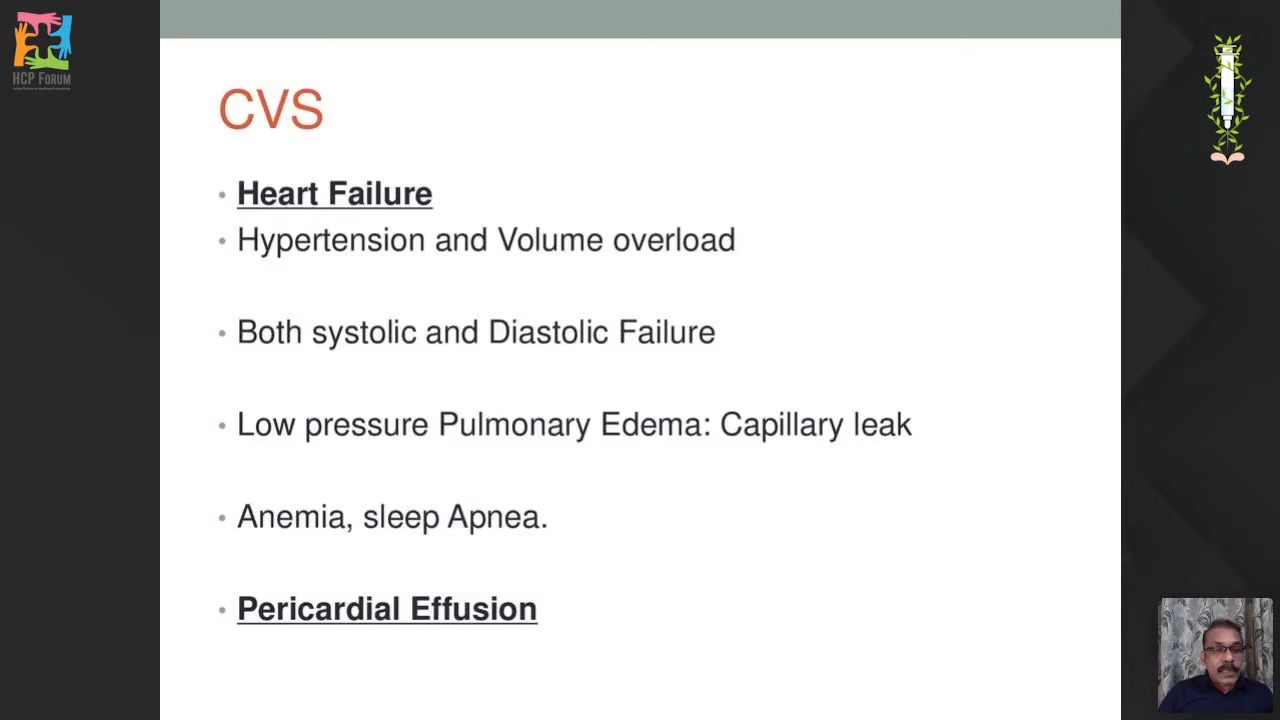 HCP FORUM
CVS
• Heart Failure
• Hypertension and Volume overload
• Both systolic and Diastolic Failure
• Low pressure Pulmonary Edema: Capillary leak
• Anemia, sleep Apnea.
• Pericardial Effusion